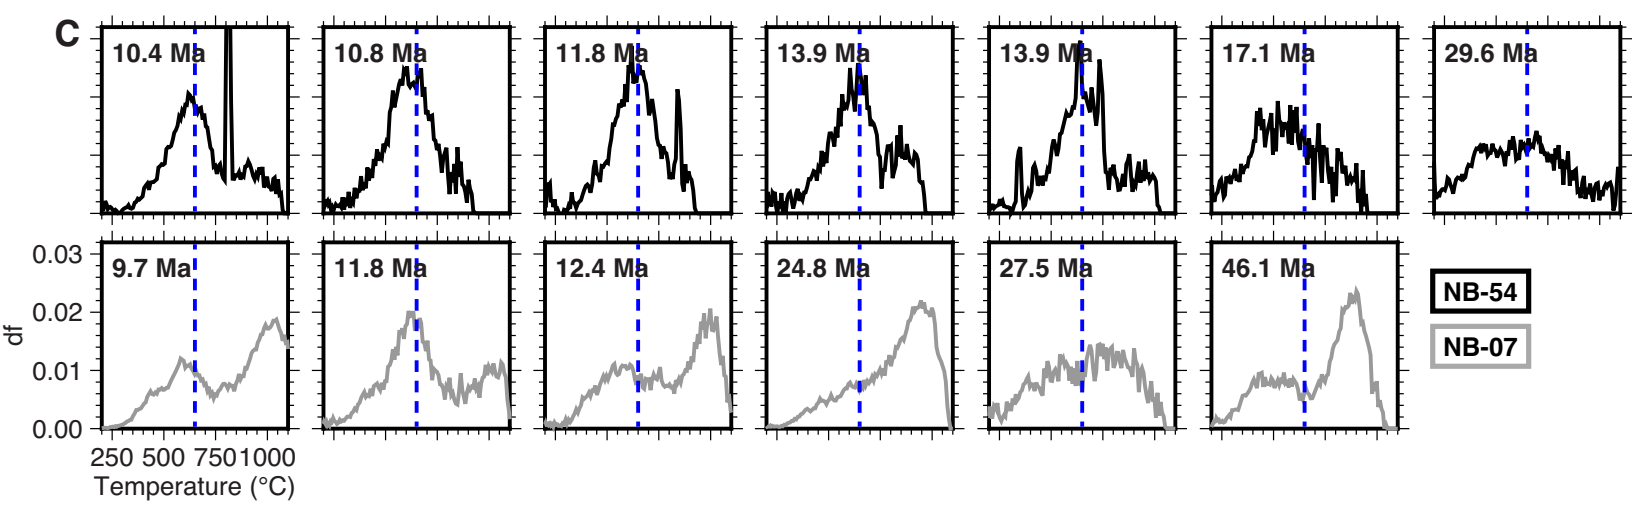 C
10.4 Ma
10.8 Ma
11.8 Ma
13.9 Ma
13.9 Ma
17.1 Ma
29.6 Ma
9.7 Ma
11.8 Ma
12.4 Ma
24.8 Ma
27.5 Ma
46.1 Ma
NB-54
NB-07
df
0.03
0.02
0.01
0.00
250 500 750 1000
Temperature (°C)